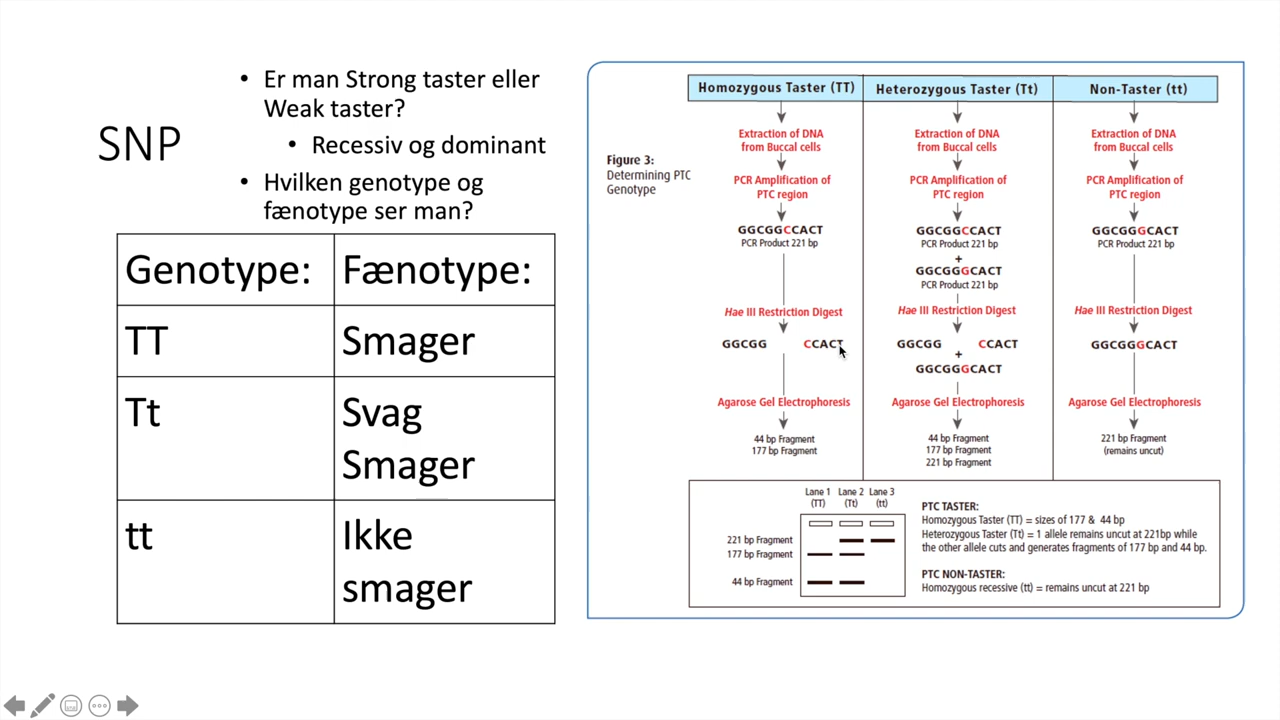 SNP
• Er man Strong taster eller
Weak taster?
• Recessiv og dominant
• Hvilken genotype og
fænotype ser man?
Genotype: Fænotype:
TT Smager
Tt Svag
Smager
tt Ikke
smager
Figure 3:
Determining PTC
Genotype
Homozygous Taster (TT)
Extraction of DNA
from Buccal cells
PCR Amplification of
PTC region
GGCGGCCACT
PCR Product 221 bp
Hae III Restriction Digest
GGCGG CCACT
Agarose Gel Electrophoresis
44 bp Fragment
177 bp Fragment
Heterozygous Taster (Tt)
Extraction of DNA
from Buccal cells
PCR Amplification of
PTC region
GGCGGCCACT
PCR Product 221 bp
+
GGCGGGCACT
PCR Product 221 bp
Hae III Restriction Digest
GGCGG CCACT
+
GGCGGGCACT
Agarose Gel Electrophoresis
44 bp Fragment
177 bp Fragment
221 bp Fragment
Non-Taster (tt)
Extraction of DNA
from Buccal cells
PCR Amplification of
PTC region
GGCGGGCACT
PCR Product 221 bp
Hae III Restriction Digest
GGCGGGCACT
Agarose Gel Electrophoresis
221 bp Fragment
(remains uncut)
Lane 1 Lane 2 Lane 3
(TT) (Tt) (tt)
221 bp Fragment
177 bp Fragment
44 bp Fragment
PTC TASTER:
Homozygous Taster (TT) = sizes of 177 & 44 bp
Heterozygous Taster (Tt) = 1 allele remains uncut at 221bp while
the other allele cuts and generates fragments of 177 bp and 44 bp.
PTC NON-TASTER:
Homozygous recessive (tt) = remains uncut at 221 bp